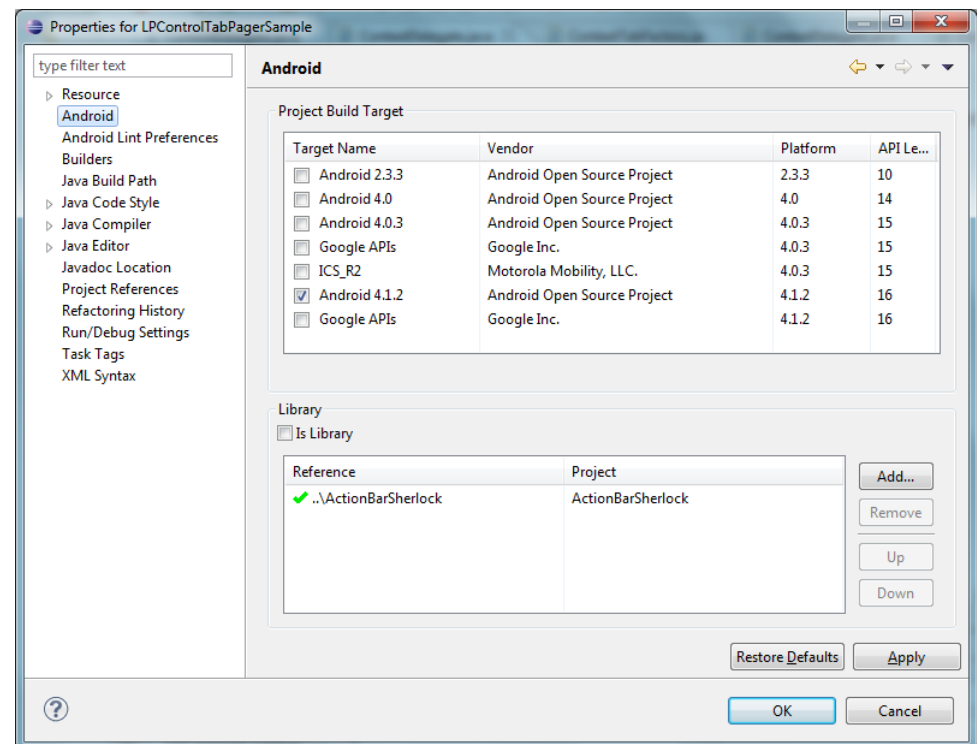 Properties for LPControlTabPagerSample
type filter text
Resource
Android
Android Lint Preferences
Builders
Java Build Path
Java Code Style
Java Compiler
Java Editor
Javadoc Location
Project References
Refactoring History
Run/Debug Settings
Task Tags
XML Syntax
Android
Project Build Target
Target Name Vendor Platform API Le...
Android 2.3.3 Android Open Source Project 2.3.3 10
Android 4.0 Android Open Source Project 4.0 14
Android 4.0.3 Android Open Source Project 4.0.3 15
Google APIs Google Inc. 4.0.3 15
ICS_R2 Motorola Mobility, LLC. 4.0.3 15
Android 4.1.2 Android Open Source Project 4.1.2 16
Google APIs Google Inc. 4.1.2 16
Library
Is Library
Reference Project
..\ActionBarSherlock ActionBarSherlock
Add...
Remove
Up
Down
Restore Defaults Apply
? OK Cancel